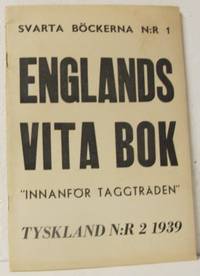 SVARTA BÖCKERNA N:R 1
ENGLANDS
VITA BOK
"INNANFÖR TAGGTRÅDEN"
TYSKLAND N:R 2 1939